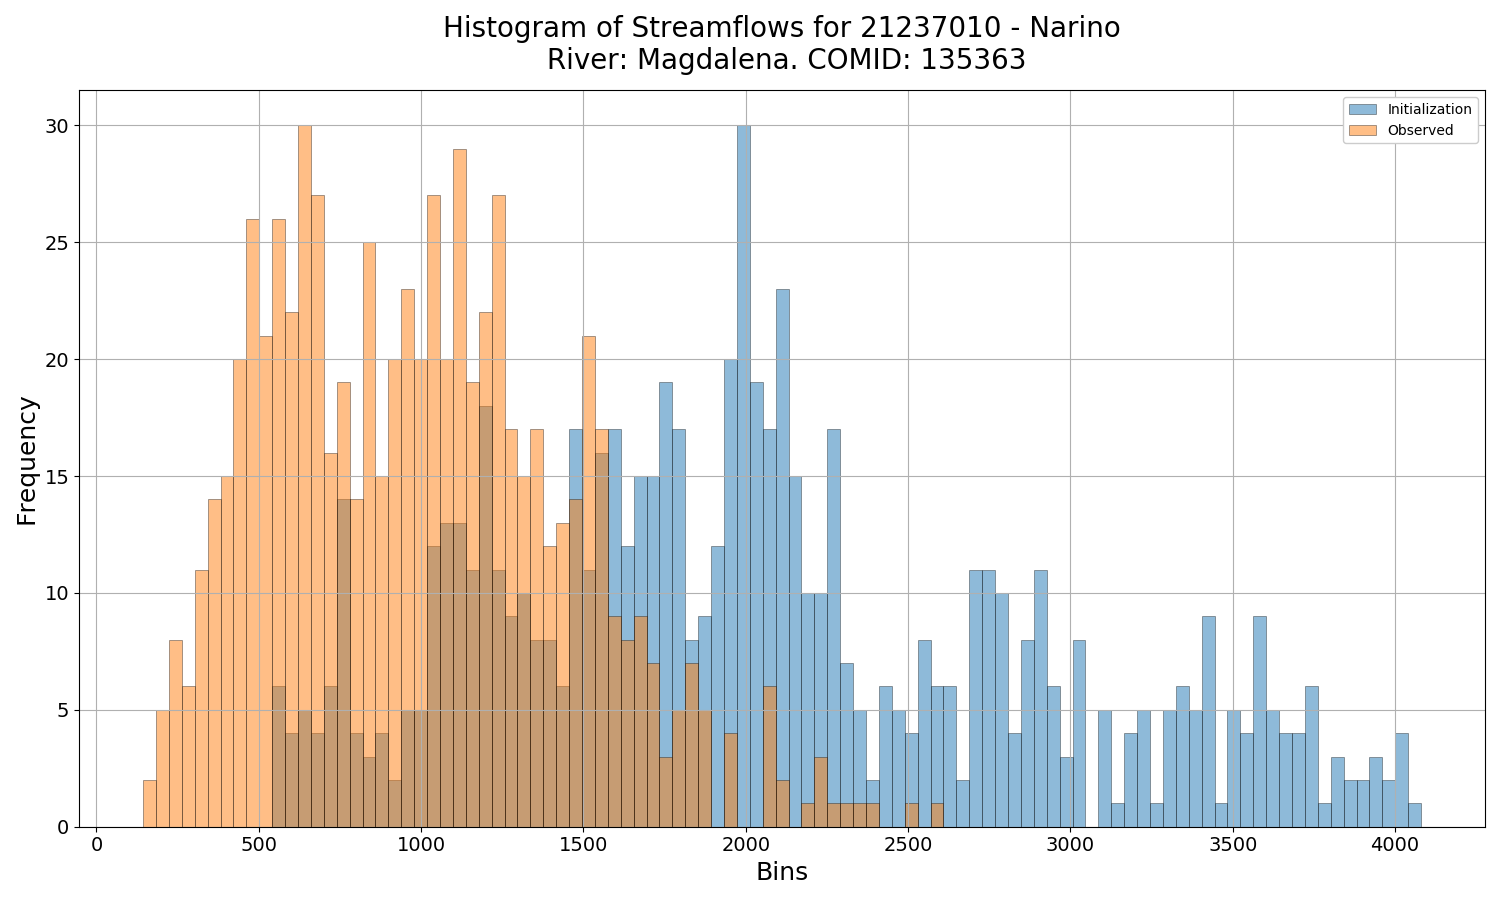 Histogram of Streamflows for 21237010 - Narino
River: Magdalena. COMID: 135363
Initialization
Observed
30
25
20
15
10
5
0
Frequency
0 500 1000 1500 2000 2500 3000 3500 4000
Bins